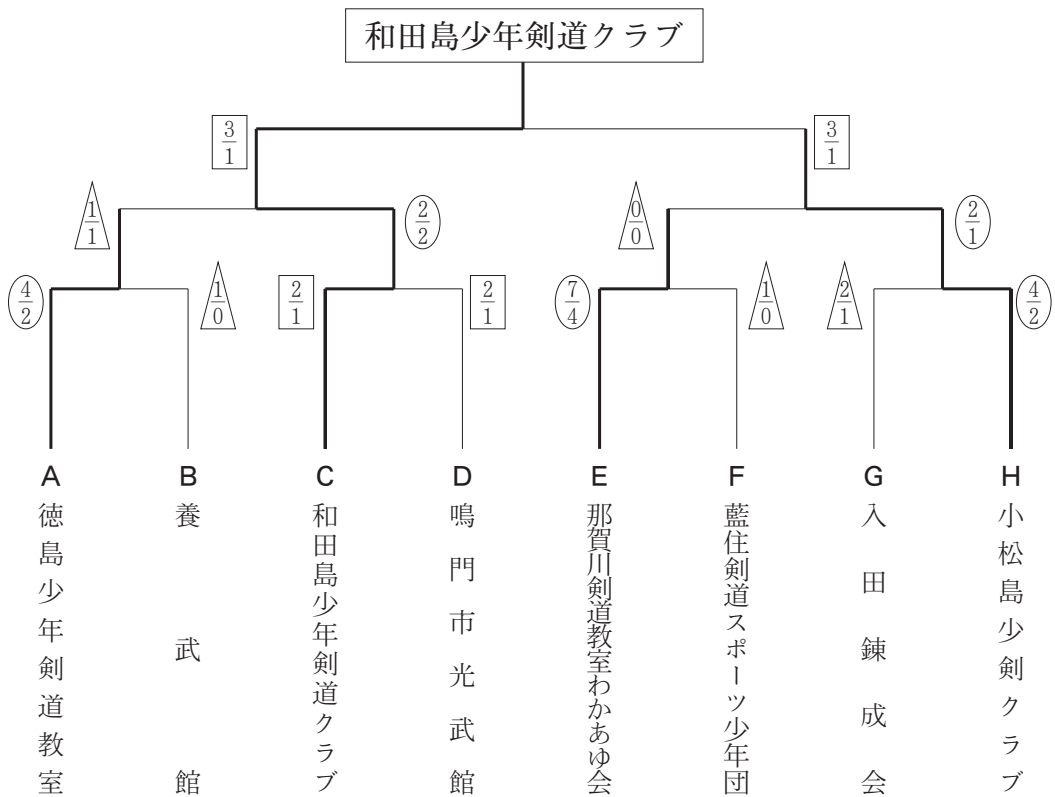 和田島少年剣道クラブ
3/1
3/1
1/1
2/2
0/0
2/1
4/2
1/0
2/1
2/1
7/4
1/0
2/1
4/2
A
B
C
D
E
F
G
H
徳島少年剣道教室
養武館
和田島少年剣道クラブ
鳴門市光武館
那賀川剣道教室わかあゆ会
藍住剣道スポーツ少年団
入田錬成会
小松島少剣クラブ